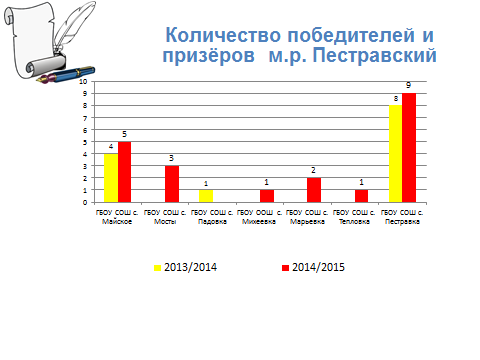 Количество победителей и
призёров м.р. Пестравский
10
9
8
7
6
5
4
3
2
1
0
4
5
3
1
1
2
1
8
9
ГБОУ СОШ с.
Майское
ГБОУ СОШ с.
Мосты
ГБОУ СОШ с.
Падовка
ГБОУ ООШ с.
Михеевка
ГБОУ СОШ с.
Марьевка
ГБОУ СОШ с.
Тепловка
ГБОУ СОШ с.
Пестравка
2013/2014
2014/2015